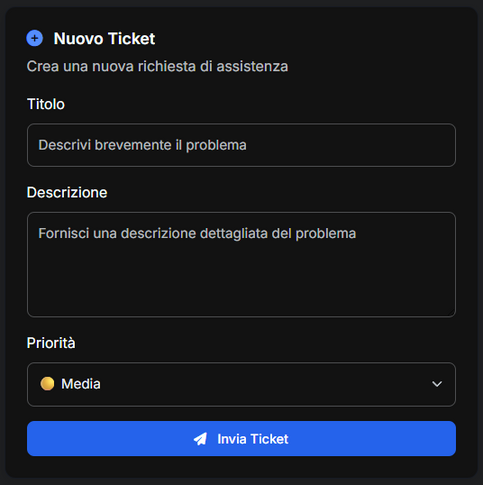 Nuovo Ticket
Crea una nuova richiesta di assistenza
Titolo
Descrivi brevemente il problema
Descrizione
Fornisci una descrizione dettagliata del problema
Priorità
Media
Invia Ticket